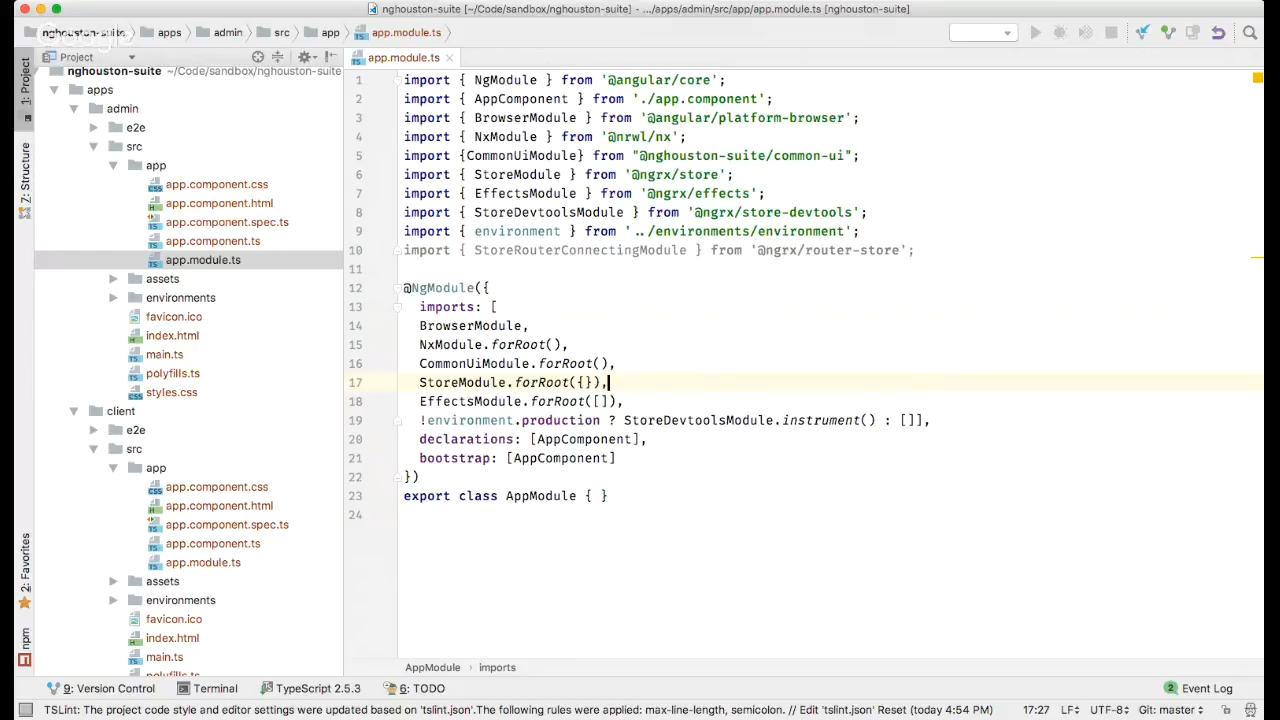 nghouston-suite [~/Code/sandbox/nghouston-suite] - .../apps/admin/src/app/app.module.ts [nghouston-suite]
nghouston-suite apps admin src app app.module.ts
Google
Project
app.module.ts
1: Project
Z: Structure
2: Favorites
npm
nghouston-suite ~/Code/sandbox/nghouston-suite
apps
admin
e2e
src
app
app.component.css
app.component.html
app.component.spec.ts
app.component.ts
app.module.ts
assets
environments
favicon.ico
index.html
main.ts
polyfills.ts
styles.css
client
e2e
src
app
app.component.css
app.component.html
app.component.spec.ts
app.component.ts
app.module.ts
assets
environments
favicon.ico
index.html
main.ts
polyfills.ts
1 import { NgModule } from '@angular/core';
2 import { AppComponent } from './app.component';
3 import { BrowserModule } from '@angular/platform-browser';
4 import { NxModule } from '@nrwl/nx';
5 import {CommonUiModule} from "@nghouston-suite/common-ui";
6 import { StoreModule } from '@ngrx/store';
7 import { EffectsModule } from '@ngrx/effects';
8 import { StoreDevtoolsModule } from '@ngrx/store-devtools';
9 import { environment } from '../environments/environment';
10 import { StoreRouterConnectingModule } from '@ngrx/router-store';
11
12 @NgModule({
13 imports: [
14 BrowserModule,
15 NxModule.forRoot(),
16 CommonUiModule.forRoot(),
17 StoreModule.forRoot({}),
18 EffectsModule.forRoot([]),
19 !environment.production ? StoreDevtoolsModule.instrument() : []],
20 declarations: [AppComponent],
21 bootstrap: [AppComponent]
22 })
23 export class AppModule { }
24
AppModule › imports
9: Version Control Terminal TypeScript 2.5.3 6: TODO 2 Event Log
TSLint: The project code style and editor settings were updated based on 'tslint.json'.The following rules were applied: max-line-length, semicolon. // Edit 'tslint.json' Reset (today 4:54 PM) 17:27 LF÷ UTF-8÷ Git: master÷